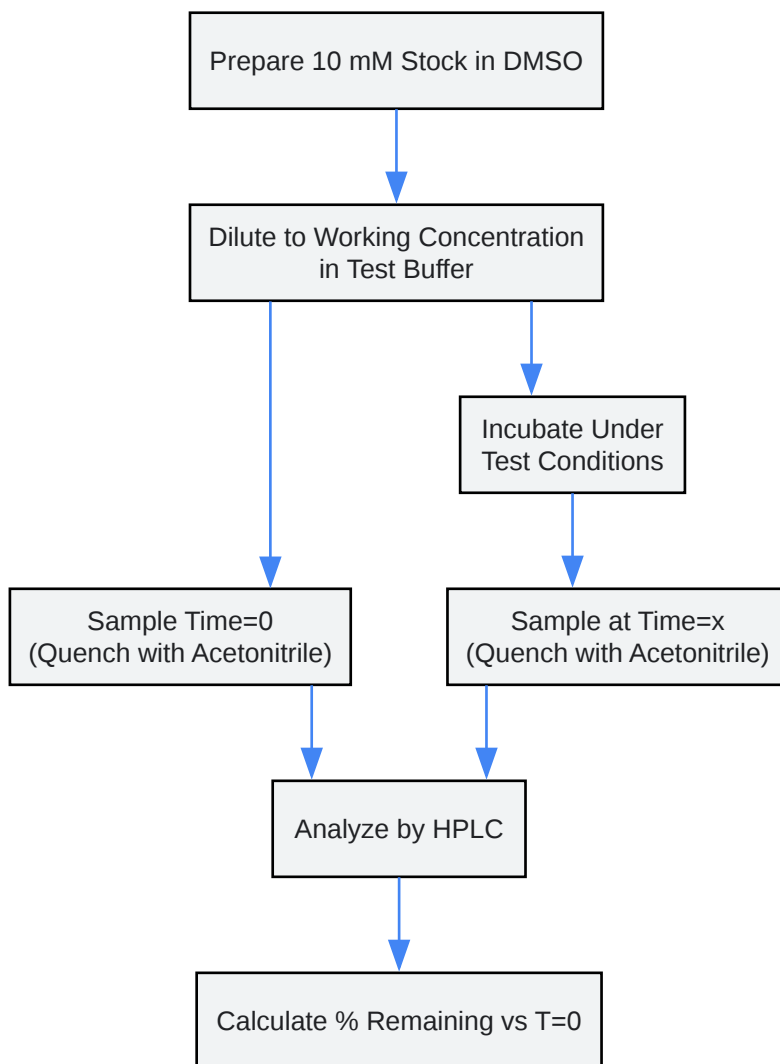 Prepare 10 mM Stock in DMSO
Dilute to Working Concentration
in Test Buffer
Incubate Under
Test Conditions
Sample Time=0
(Quench with Acetonitrile)
Sample at Time=x
(Quench with Acetonitrile)
Analyze by HPLC
Calculate % Remaining vs T=0